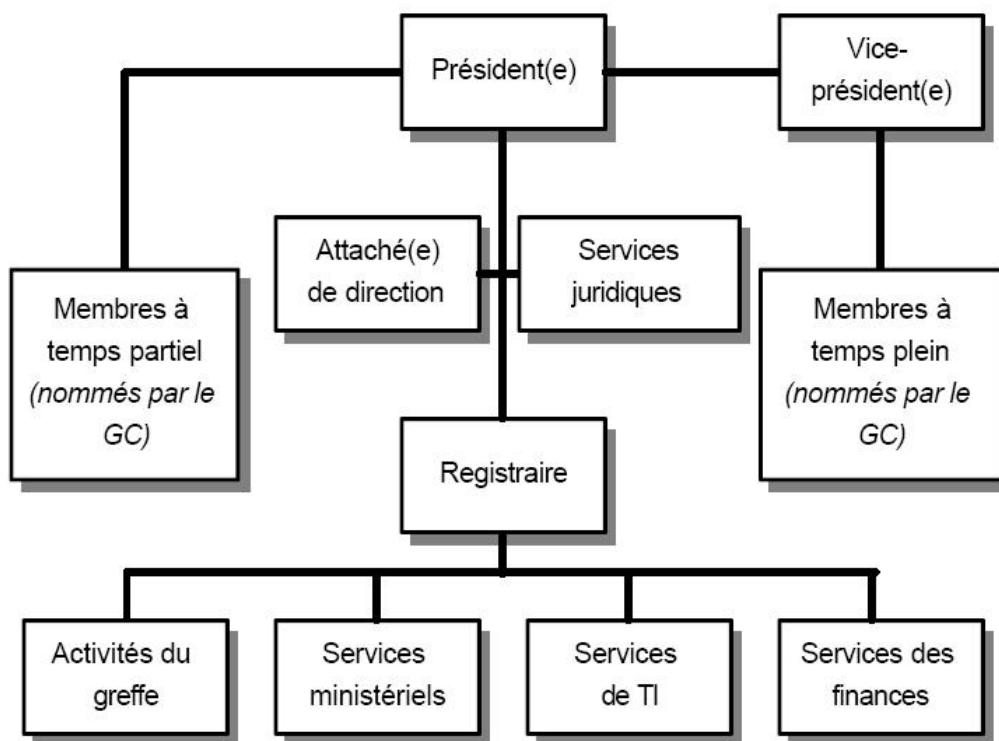 Président(e)
Vice-
président(e)
Attaché(e)
de direction
Services
juridiques
Membres à
temps partiel
(nommés par le
GC)
Membres à
temps plein
(nommés par le
GC)
Registraire
Activités du
greffe
Services
ministériels
Services
de TI
Services des
finances